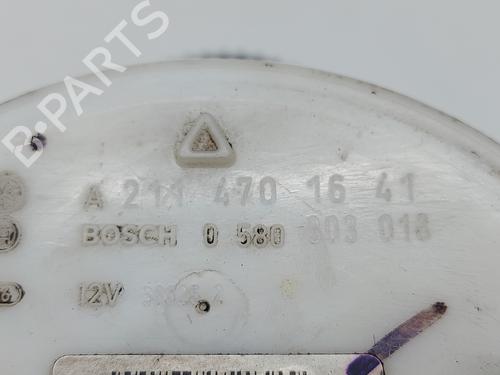 B-PARTS
A 211 470 16 41
BOSCH 0 580 303 018
12V